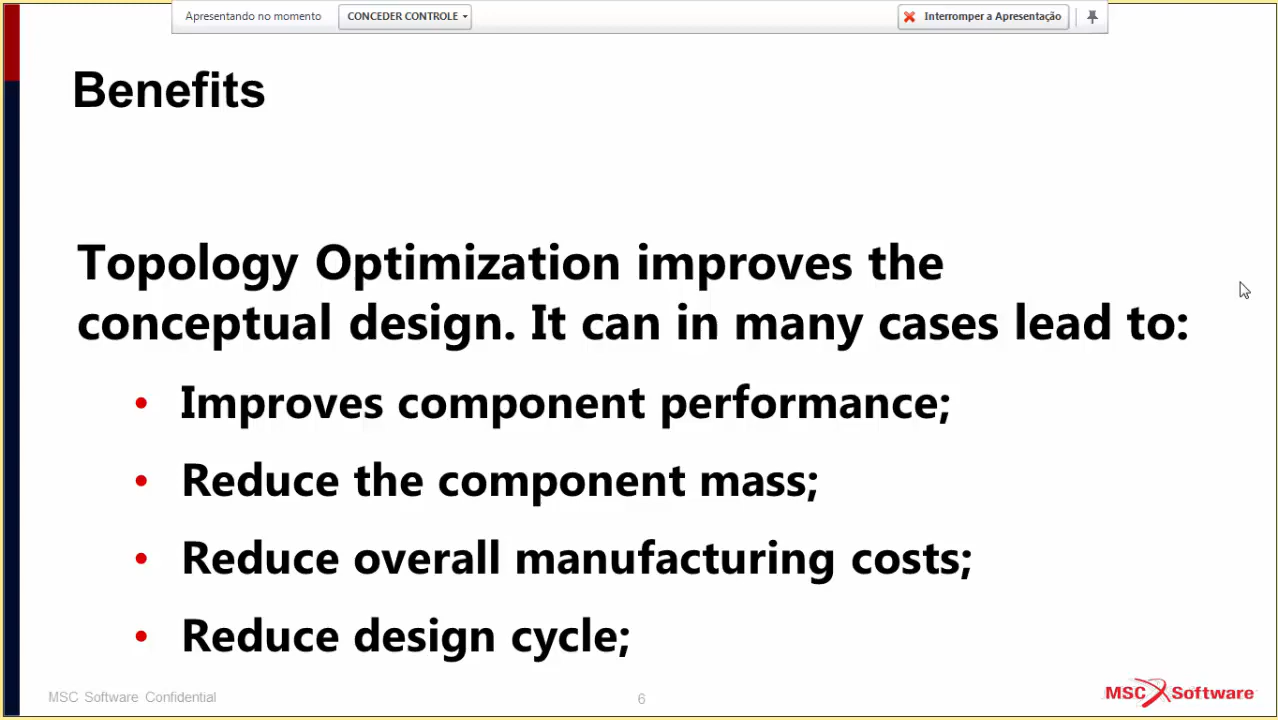 Apresentando no momento CONCEDER CONTROLE Interromper a Apresentação
Benefits
Topology Optimization improves the
conceptual design. It can in many cases lead to:
• Improves component performance;
• Reduce the component mass;
• Reduce overall manufacturing costs;
• Reduce design cycle;
MSC Software Confidential 6 MSC Software